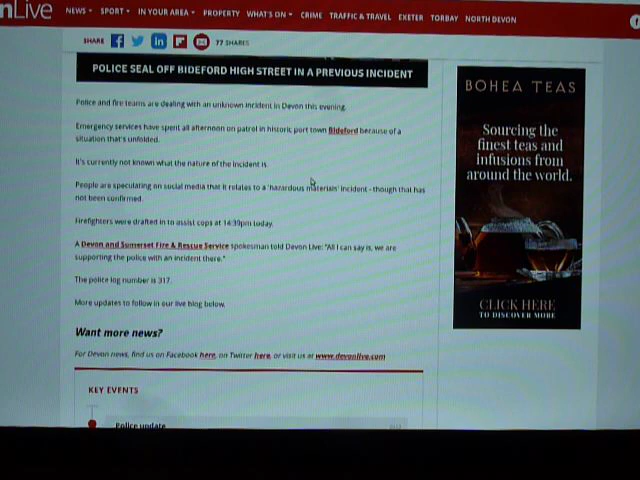 nLive NEWS SPORT IN YOUR AREA PROPERTY WHAT'S ON CRIME TRAFFIC & TRAVEL EXETER TORBAY NORTH DEVON
SHARE 77 SHARES
POLICE SEAL OFF BIDEFORD HIGH STREET IN A PREVIOUS INCIDENT
Police and fire teams are dealing with an unknown incident in Devon this evening.
Emergency services have spent all afternoon on patrol in historic port town Bideford because of a
situation that's unfolded.
It's currently not known what the nature of the incident is.
People are speculating on social media that it relates to a 'hazardous materials' incident - though that has
not been confirmed.
Firefighters were drafted in to assist cops at 14:39pm today.
A Devon and Somerset Fire & Rescue Service spokesman told Devon Live: "All I can say is, we are
supporting the police with an incident there."
The police log number is 317.
More updates to follow in our live blog below.
Want more news?
For Devon news, find us on Facebook here, on Twitter here, or visit us at www.devonlive.com
KEY EVENTS
Police update
BOHEA TEAS
Sourcing the
finest teas and
infusions from
around the world.
CLICK HERE
TO DISCOVER MORE